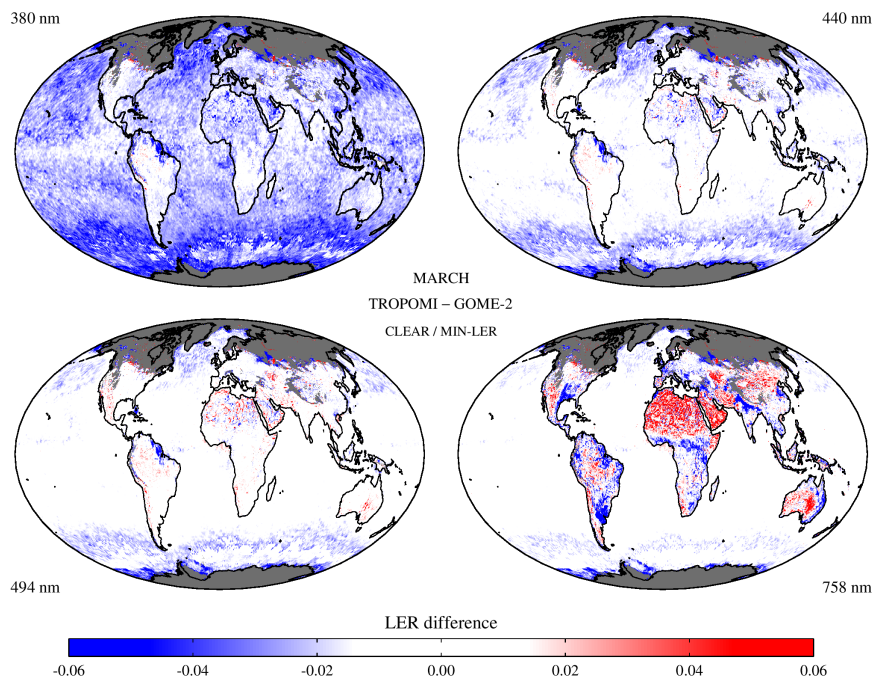 380 nm
440 nm
MARCH
TROPOMI – GOME-2
CLEAR / MIN-LER
494 nm
758 nm
LER difference
-0.06 -0.04 -0.02 0.00 0.02 0.04 0.06